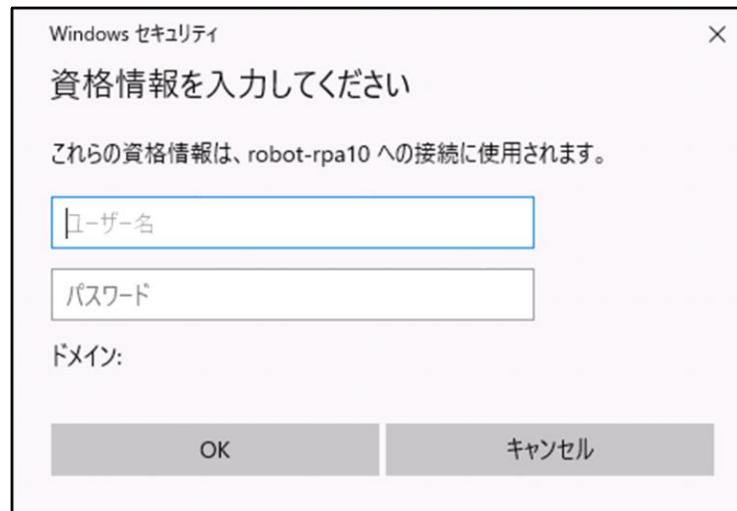 Windows セキュリティ
資格情報を入力してください
これらの資格情報は、robot-rpa10 への接続に使用されます。
ユーザー名
パスワード
ドメイン:
OK
キャンセル